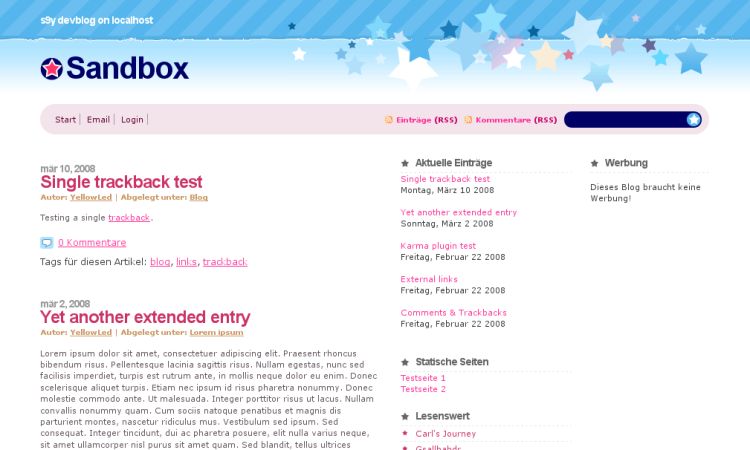 s9y devblog on localhost
Sandbox
Start | Email | Login |
Einträge (RSS) Kommentare (RSS)
mär 10, 2008
Single trackback test
Autor: YellowLed | Abgelegt unter: Blog
Testing a single trackback.
0 Kommentare
Tags für diesen Artikel: blog, links, trackback
mär 2, 2008
Yet another extended entry
Autor: YellowLed | Abgelegt unter: Lorem ipsum
Lorem ipsum dolor sit amet, consectetuer adipiscing elit. Praesent rhoncus
bibendum risus. Pellentesque lacinia sagittis risus. Nullam egestas, nunc sed
facilisis imperdiet, turpis est rutrum ante, in mollis neque dolor eu enim. Donec
scelerisque aliquet turpis. Etiam nec ipsum id risus pharetra nonummy. Donec
molestie commodo ante. Ut malesuada. Integer porttitor risus ut lacus. Nullam
convallis nonummy quam. Cum sociis natoque penatibus et magnis dis
parturient montes, nascetur ridiculus mus. Vestibulum sed ipsum. Sed
consequat. Integer tincidunt, dui ac pharetra posuere, elit nulla varius neque,
sit amet ullamcorper nisl purus sit amet quam. Sed blandit, tellus ultrices
Aktuelle Einträge
Single trackback test
Montag, März 10 2008
Yet another extended entry
Sonntag, März 2 2008
Karma plugin test
Freitag, Februar 22 2008
External links
Freitag, Februar 22 2008
Comments & Trackbacks
Freitag, Februar 22 2008
Statische Seiten
Testseite 1
Testseite 2
Lesenswert
Carl's Journey
Werbung
Dieses Blog braucht keine
Werbung!